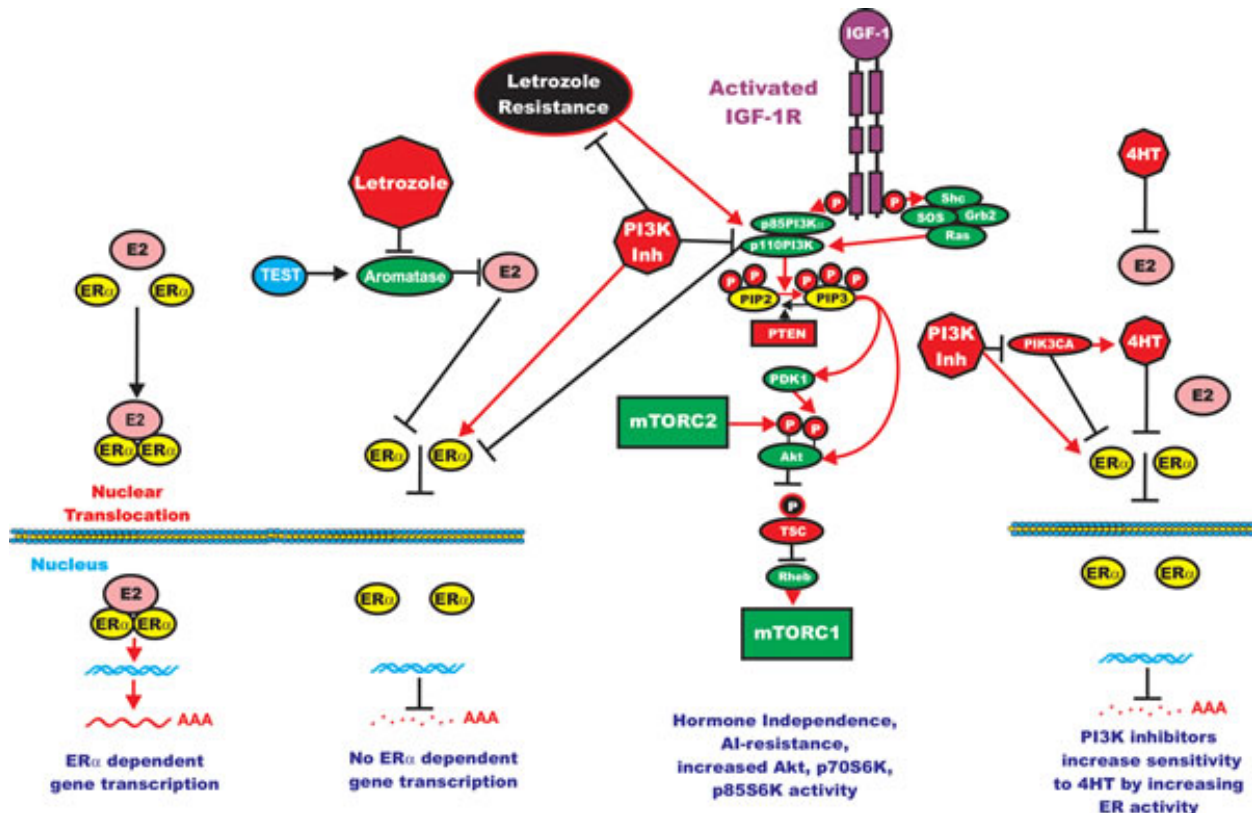 IGF-1
Letrozole
Resistance
Activated
IGF-1R
Letrozole
4HT
P
P
Shc
SOS
Grb2
Ras
p85PI3Kα
p110PI3K
PI3K
Inh
E2
ERα
ERα
TEST
Aromatase
E2
E2
P
P
P
P
P
PIP2
PIP3
PTEN
PI3K
Inh
PIK3CA
4HT
PDK1
E2
mTORC2
P
P
Akt
E2
ERα
ERα
ERα
ERα
ERα
ERα
Nuclear
Translocation
P
TSC
Nucleus
Rheb
E2
ERα
ERα
ERα
ERα
ERα
ERα
mTORC1
AAA
AAA
AAA
ERα dependent
gene transcription
No ERα dependent
gene transcription
Hormone Independence,
AI-resistance,
increased Akt, p70S6K,
p85S6K activity
PI3K inhibitors
increase sensitivity
to 4HT by increasing
ER activity